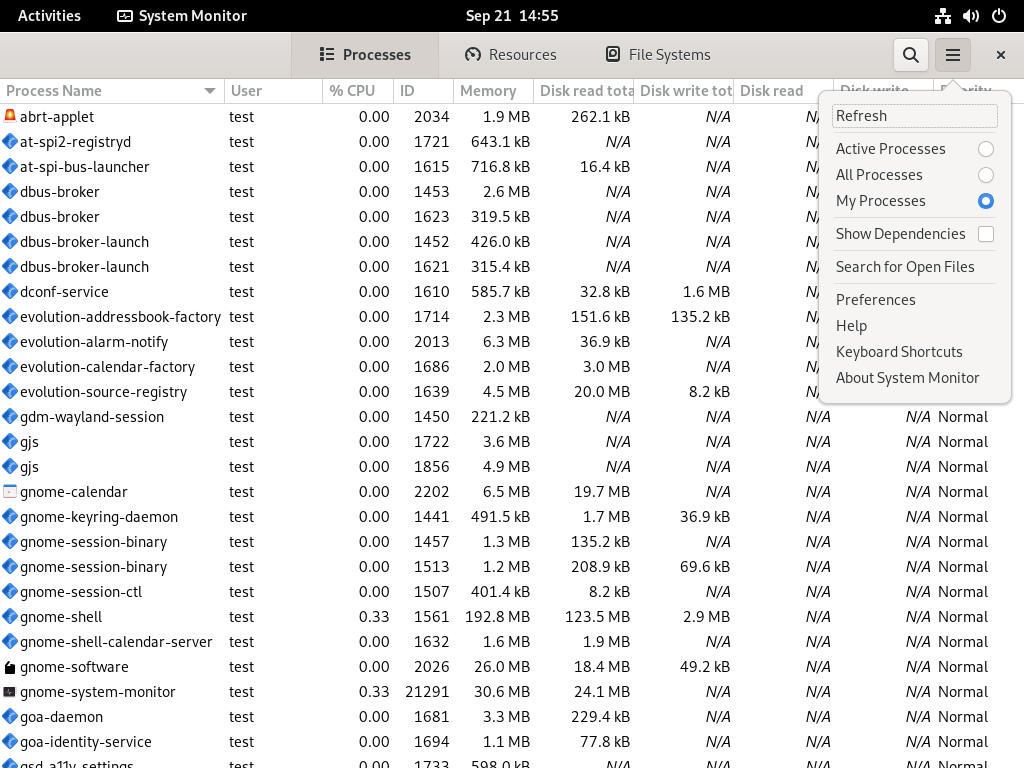 Activities System Monitor Sep 21 14:55
Processes Resources File Systems
Process Name User % CPU ID Memory Disk read tota Disk write tot Disk read
abrt-applet test 0.00 2034 1.9 MB 262.1 kB N/A
at-spi2-registryd test 0.00 1721 643.1 kB N/A N/A
at-spi-bus-launcher test 0.00 1615 716.8 kB 16.4 kB N/A
dbus-broker test 0.00 1453 2.6 MB N/A N/A
dbus-broker test 0.00 1623 319.5 kB N/A N/A
dbus-broker-launch test 0.00 1452 426.0 kB N/A N/A
dbus-broker-launch test 0.00 1621 315.4 kB N/A N/A
dconf-service test 0.00 1610 585.7 kB 32.8 kB 1.6 MB
evolution-addressbook-factory test 0.00 1714 2.3 MB 151.6 kB 135.2 kB
evolution-alarm-notify test 0.00 2013 6.3 MB 36.9 kB N/A
evolution-calendar-factory test 0.00 1686 2.0 MB 3.0 MB N/A
evolution-source-registry test 0.00 1639 4.5 MB 20.0 MB 8.2 kB
gdm-wayland-session test 0.00 1450 221.2 kB N/A N/A N/A N/A Normal
gjs test 0.00 1722 3.6 MB N/A N/A N/A N/A Normal
gjs test 0.00 1856 4.9 MB N/A N/A N/A N/A Normal
gnome-calendar test 0.00 2202 6.5 MB 19.7 MB N/A N/A N/A Normal
gnome-keyring-daemon test 0.00 1441 491.5 kB 1.7 MB 36.9 kB N/A N/A Normal
gnome-session-binary test 0.00 1457 1.3 MB 135.2 kB N/A N/A N/A Normal
gnome-session-binary test 0.00 1513 1.2 MB 208.9 kB 69.6 kB N/A N/A Normal
gnome-session-ctl test 0.00 1507 401.4 kB 8.2 kB N/A N/A N/A Normal
gnome-shell test 0.33 1561 192.8 MB 123.5 MB 2.9 MB N/A N/A Normal
gnome-shell-calendar-server test 0.00 1632 1.6 MB 1.9 MB N/A N/A N/A Normal
gnome-software test 0.00 2026 26.0 MB 18.4 MB 49.2 kB N/A N/A Normal
gnome-system-monitor test 0.33 21291 30.6 MB 24.1 MB N/A N/A N/A Normal
goa-daemon test 0.00 1681 3.3 MB 229.4 kB N/A N/A N/A Normal
goa-identity-service test 0.00 1694 1.1 MB 77.8 kB N/A N/A N/A Normal
gsd-a11y-settings test 0.00 1733 598.0 kB N/A N/A N/A N/A Normal
Refresh
Active Processes
All Processes
My Processes
Show Dependencies
Search for Open Files
Preferences
Help
Keyboard Shortcuts
About System Monitor